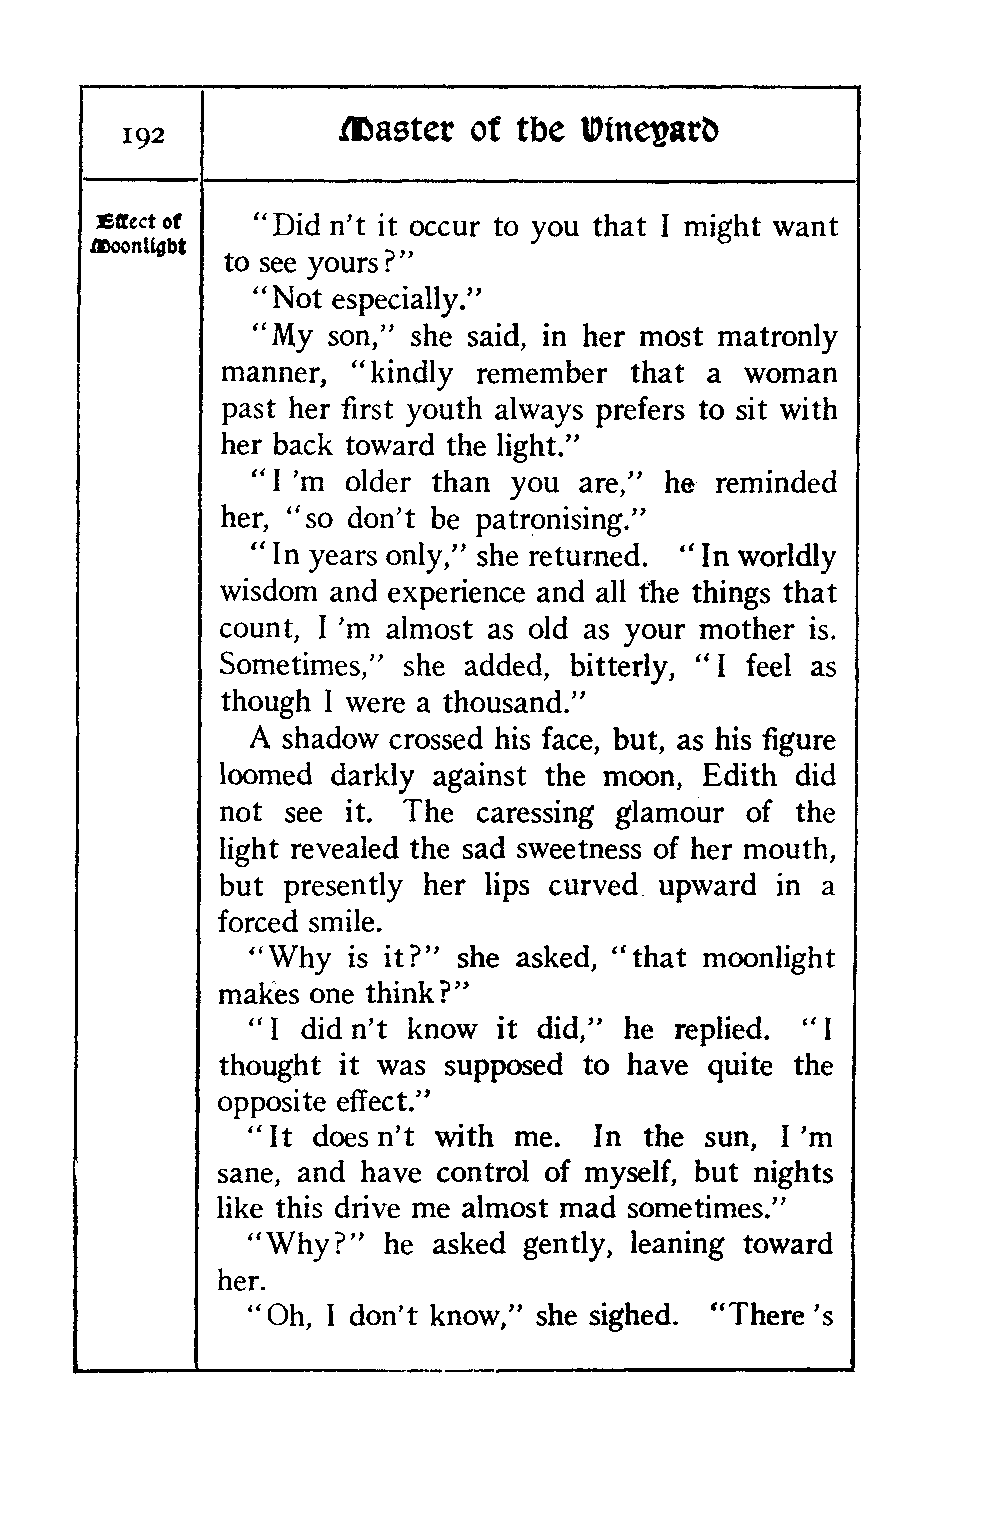 192
Master of the Vineyard
Effect of
Moonlight
"Did n't it occur to you that I might want
to see yours?"
"Not especially."
"My son," she said, in her most matronly
manner, "kindly remember that a woman
past her first youth always prefers to sit with
her back toward the light."
"I 'm older than you are," he reminded
her, "so don't be patronising."
"In years only," she returned. "In worldly
wisdom and experience and all the things that
count, I 'm almost as old as your mother is.
Sometimes," she added, bitterly, "I feel as
though I were a thousand."
A shadow crossed his face, but, as his figure
loomed darkly against the moon, Edith did
not see it. The caressing glamour of the
light revealed the sad sweetness of her mouth,
but presently her lips curved upward in a
forced smile.
"Why is it?" she asked, "that moonlight
makes one think?"
"I did n't know it did," he replied. "I
thought it was supposed to have quite the
opposite effect."
"It does n't with me. In the sun, I 'm
sane, and have control of myself, but nights
like this drive me almost mad sometimes."
"Why?" he asked gently, leaning toward
her.
"Oh, I don't know," she sighed. "There 's